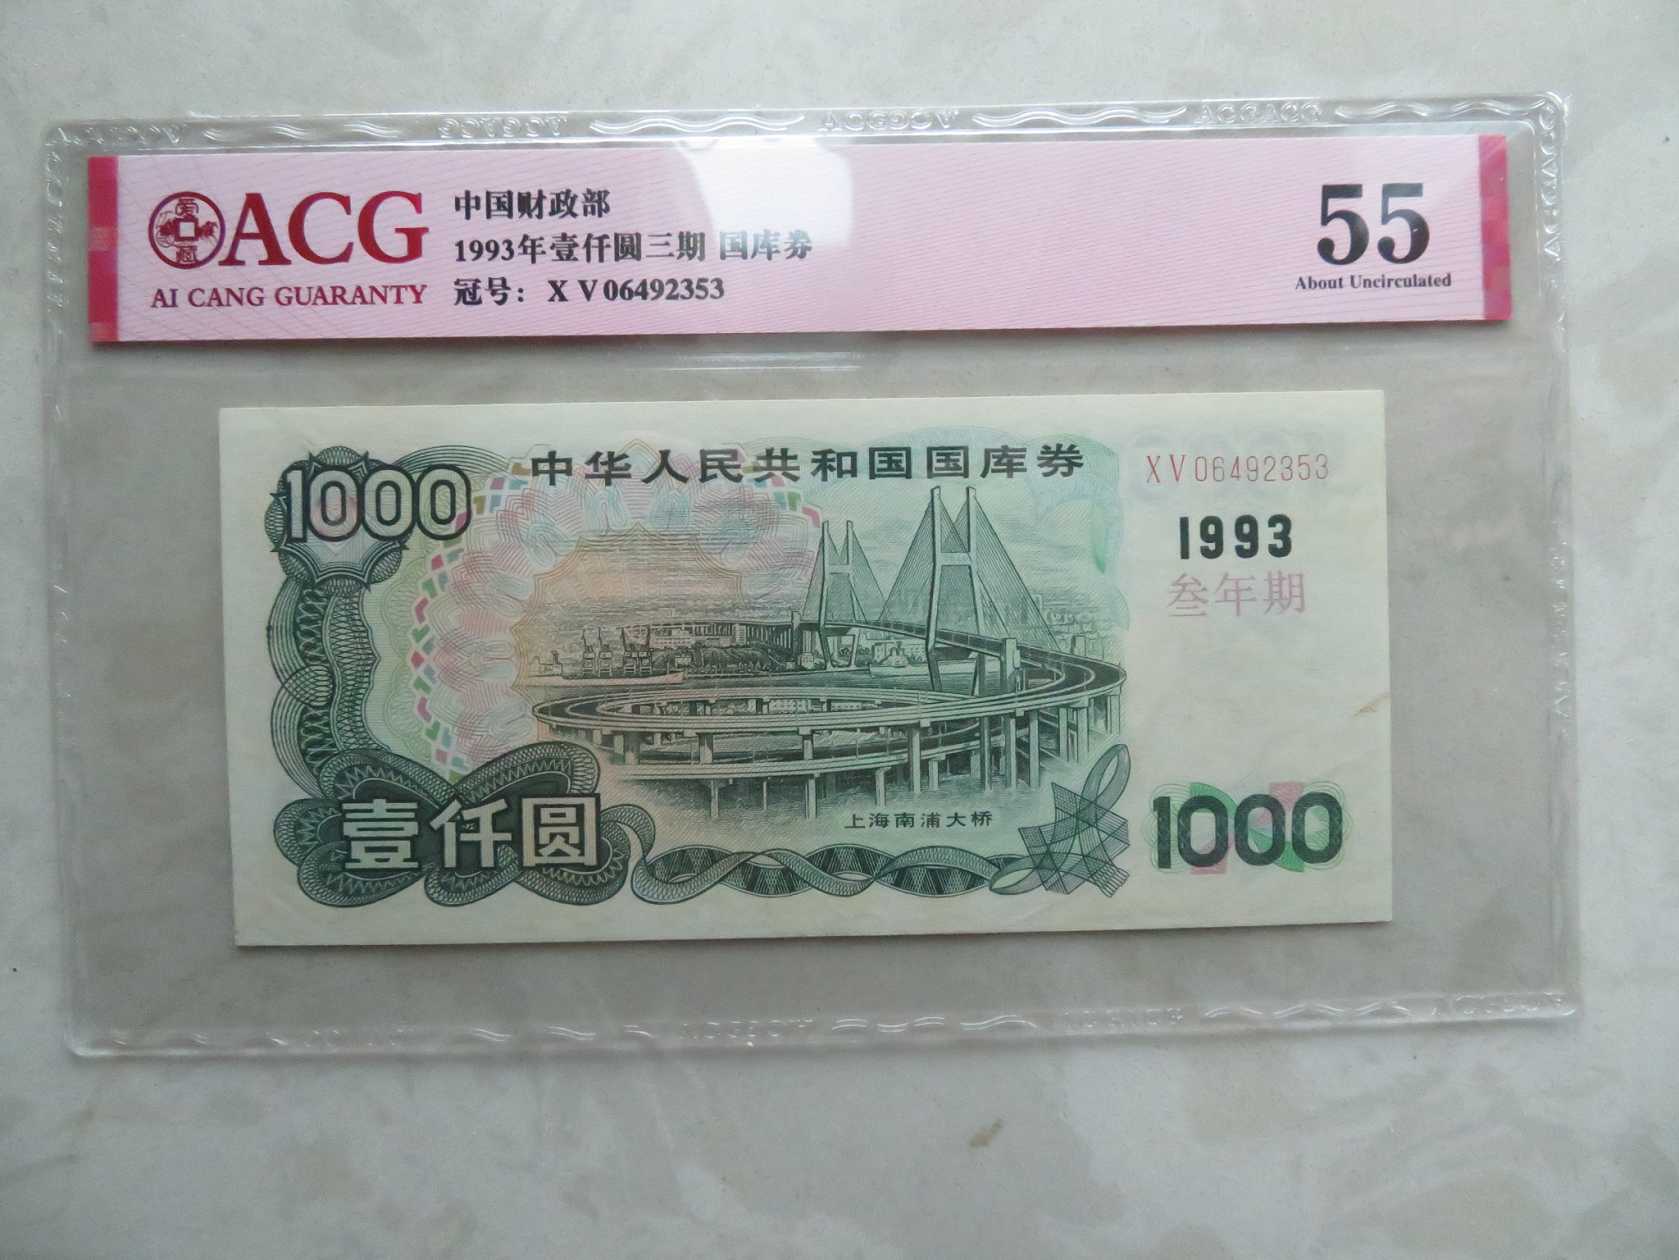 ACG
AI CANG GUARANTY
中国财政部
1993年壹仟圆三期 国库券
冠号：X V 06492353
55
About Uncirculated
1000
中华人民共和国国库券
XV06492353
1993
叁年期
壹仟圆
上海南浦大桥
1000